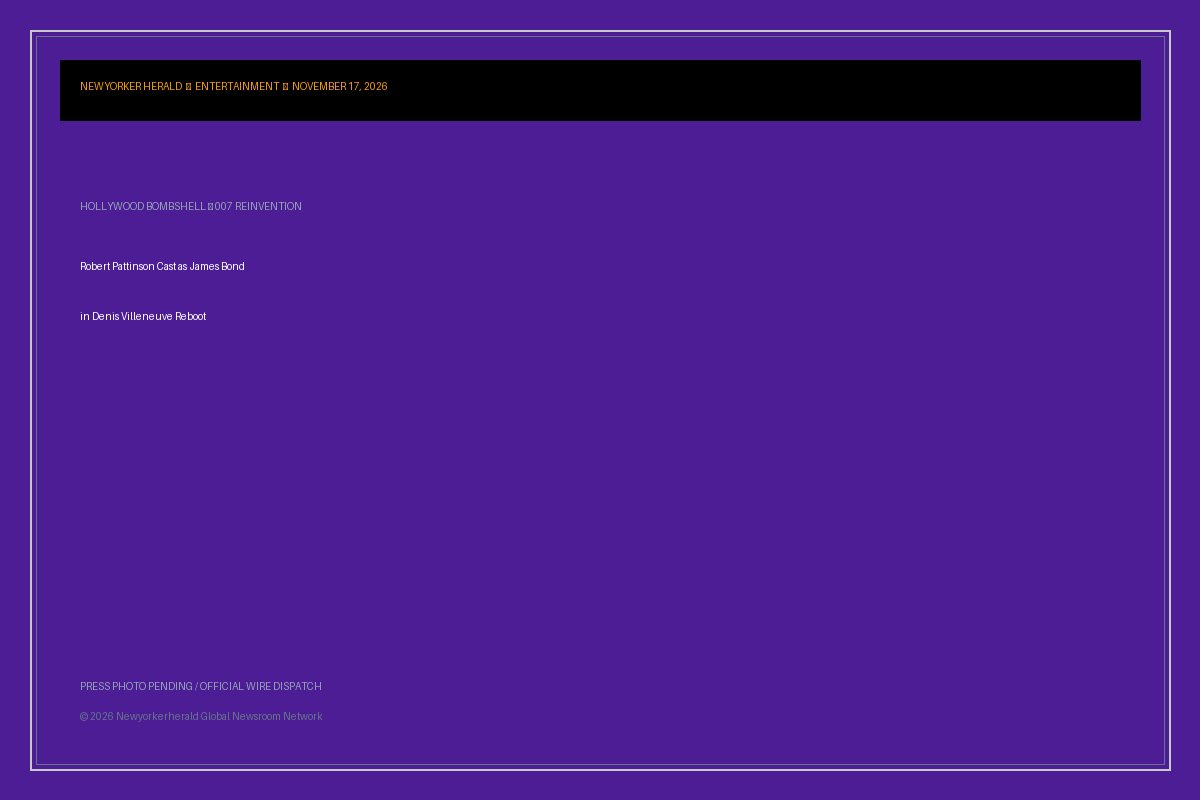 NEWYORKER HERALD ☒ ENTERTAINMENT ☒ NOVEMBER 17, 2026
HOLLYWOOD BOMBSHELL ☒ 007 REINVENTION
Robert Pattinson Cast as James Bond
in Denis Villeneuve Reboot
PRESS PHOTO PENDING / OFFICIAL WIRE DISPATCH
© 2026 Newyorkerherald Global Newsroom Network